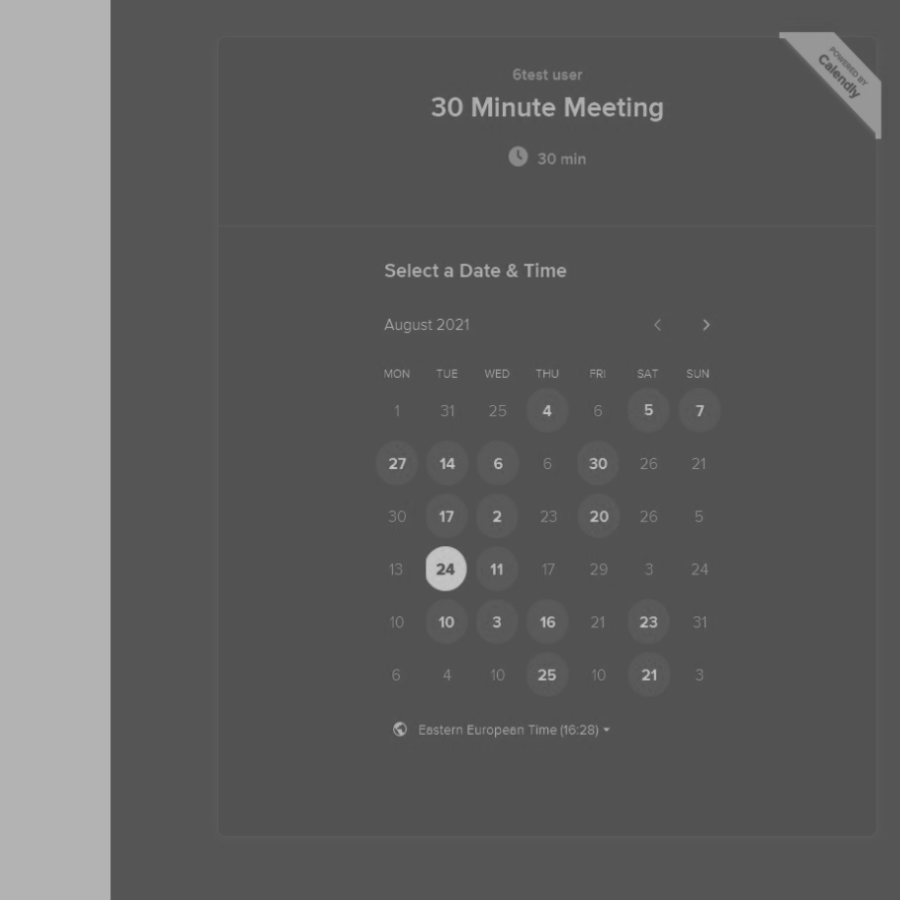 POWERED BY
Calendly
6test user
30 Minute Meeting
30 min
Select a Date & Time
August 2021
MON TUE WED THU FRI SAT SUN
1 31 25 4 6 5 7
27 14 6 6 30 26 21
30 17 2 23 20 26 5
13 24 11 17 29 3 24
10 10 3 16 21 23 31
6 4 10 25 10 21 3
Eastern European Time (16:28)